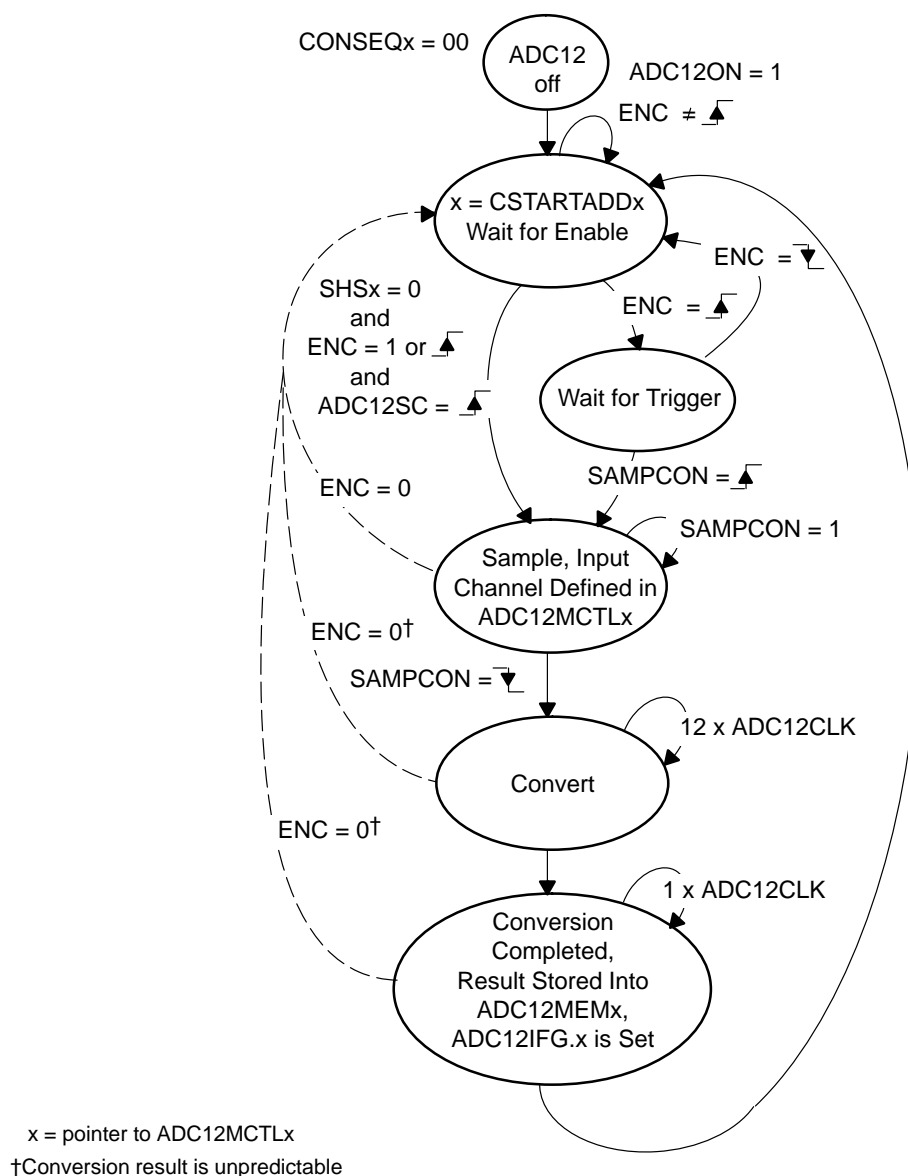 CONSEQx = 00
ADC12
off
ADC12ON = 1
ENC ≠
x = CSTARTADDx
Wait for Enable
ENC =
SHSx = 0
and
ENC = 1 or
and
ADC12SC =
ENC =
Wait for Trigger
SAMPCON =
ENC = 0
SAMPCON = 1
Sample, Input
Channel Defined in
ADC12MCTLx
ENC = 0†
SAMPCON =
12 x ADC12CLK
Convert
ENC = 0†
1 x ADC12CLK
Conversion
Completed,
Result Stored Into
ADC12MEMx,
ADC12IFG.x is Set
x = pointer to ADC12MCTLx
†Conversion result is unpredictable